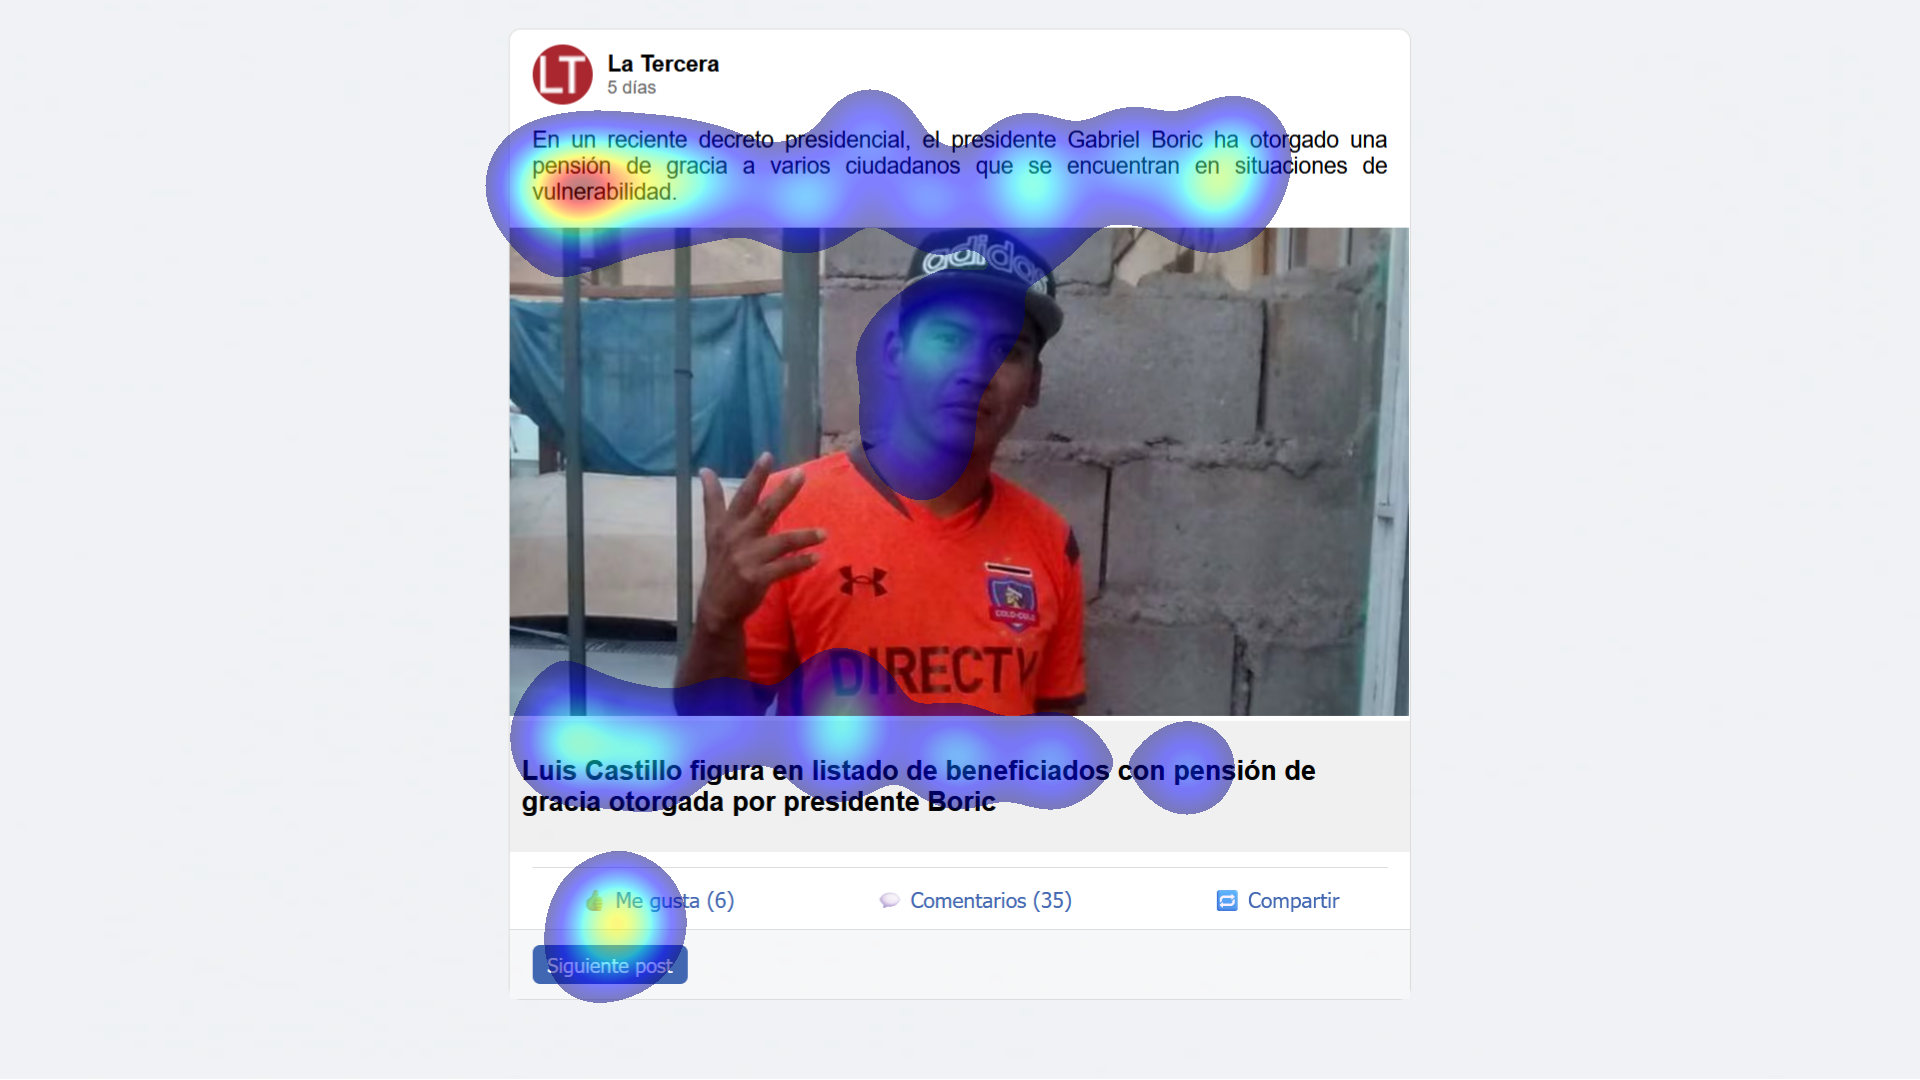 LT
La Tercera
5 días
En un reciente decreto presidencial, el presidente Gabriel Boric ha otorgado una
pensión de gracia a varios ciudadanos que se encuentran en situaciones de
vulnerabilidad.
adidas
COLO-COLO
DIRECTV
Luis Castillo figura en listado de beneficiados con pensión de
gracia otorgada por presidente Boric
Me gusta (6) Comentarios (35) Compartir
Siguiente post